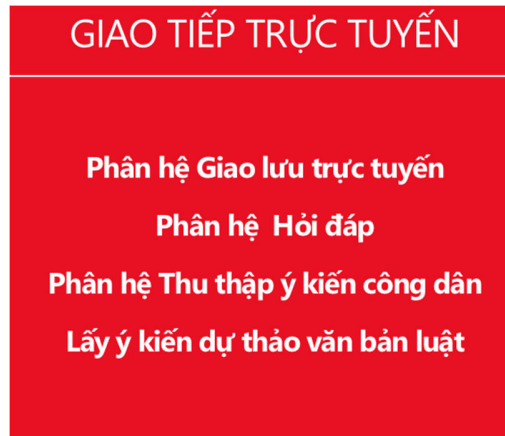 GIAO TIẾP TRỰC TUYẾN
Phân hệ Giao lưu trực tuyến
Phân hệ Hỏi đáp
Phân hệ Thu thập ý kiến công dân
Lấy ý kiến dự thảo văn bản luật